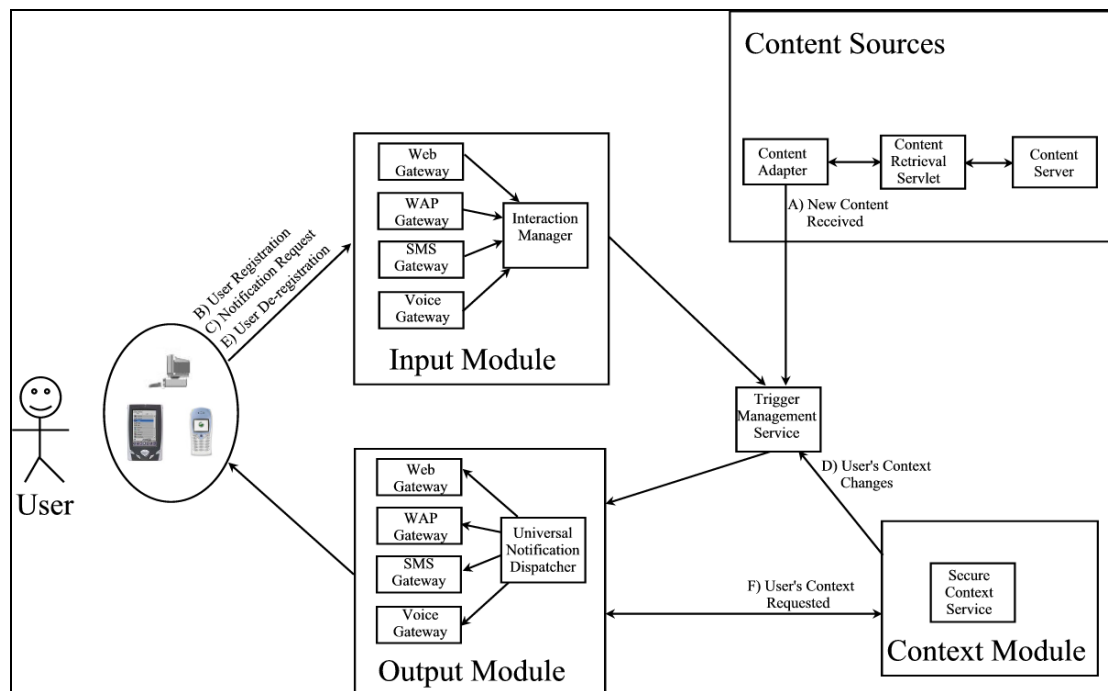 Content Sources
Content
Adapter
Content
Retrieval
Servlet
Content
Server
A) New Content
Received
Web
Gateway
WAP
Gateway
SMS
Gateway
Voice
Gateway
Interaction
Manager
Input Module
B) User Registration
C) Notification Request
E) User De-registration
User
Trigger
Management
Service
D) User's Context
Changes
Web
Gateway
WAP
Gateway
SMS
Gateway
Voice
Gateway
Universal
Notification
Dispatcher
Output Module
F) User's Context
Requested
Secure
Context
Service
Context Module